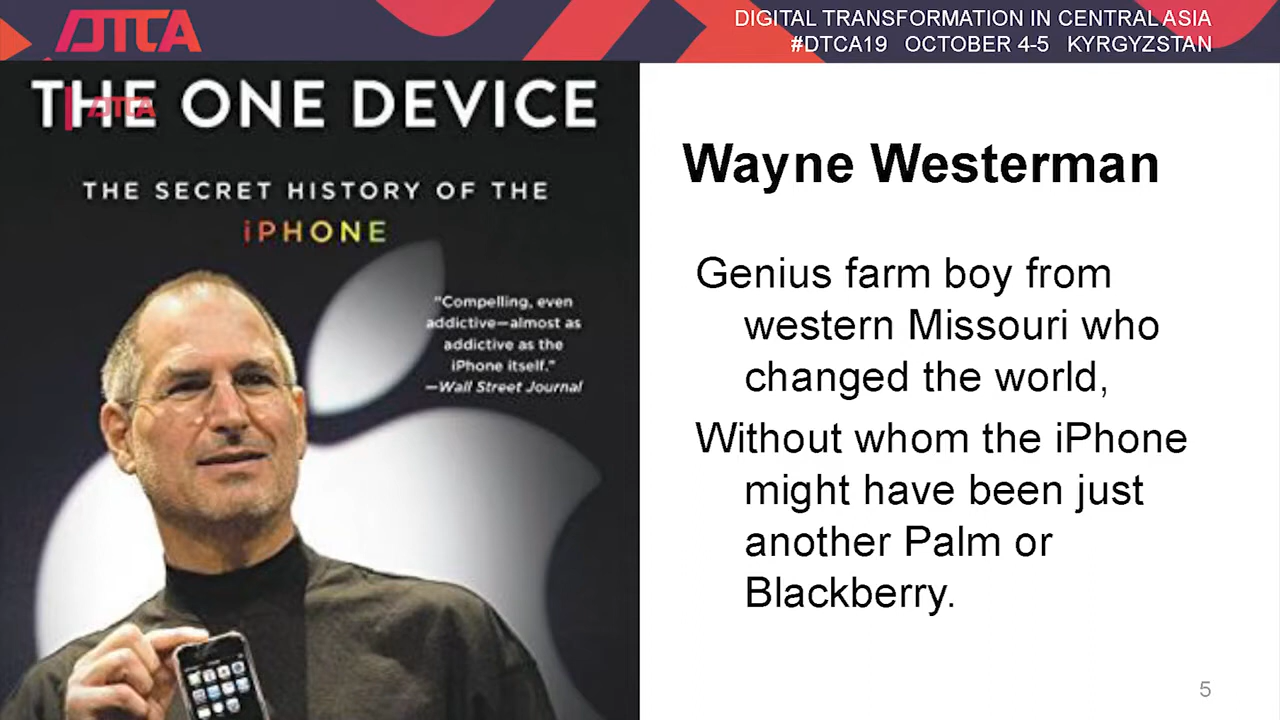 DTCA
DIGITAL TRANSFORMATION IN CENTRAL ASIA
#DTCA19 OCTOBER 4-5 KYRGYZSTAN
THE ONE DEVICE
DTCA
THE SECRET HISTORY OF THE
iPHONE
"Compelling, even
addictive—almost as
addictive as the
iPhone itself."
—Wall Street Journal
Wayne Westerman
Genius farm boy from
western Missouri who
changed the world,
Without whom the iPhone
might have been just
another Palm or
Blackberry.
5